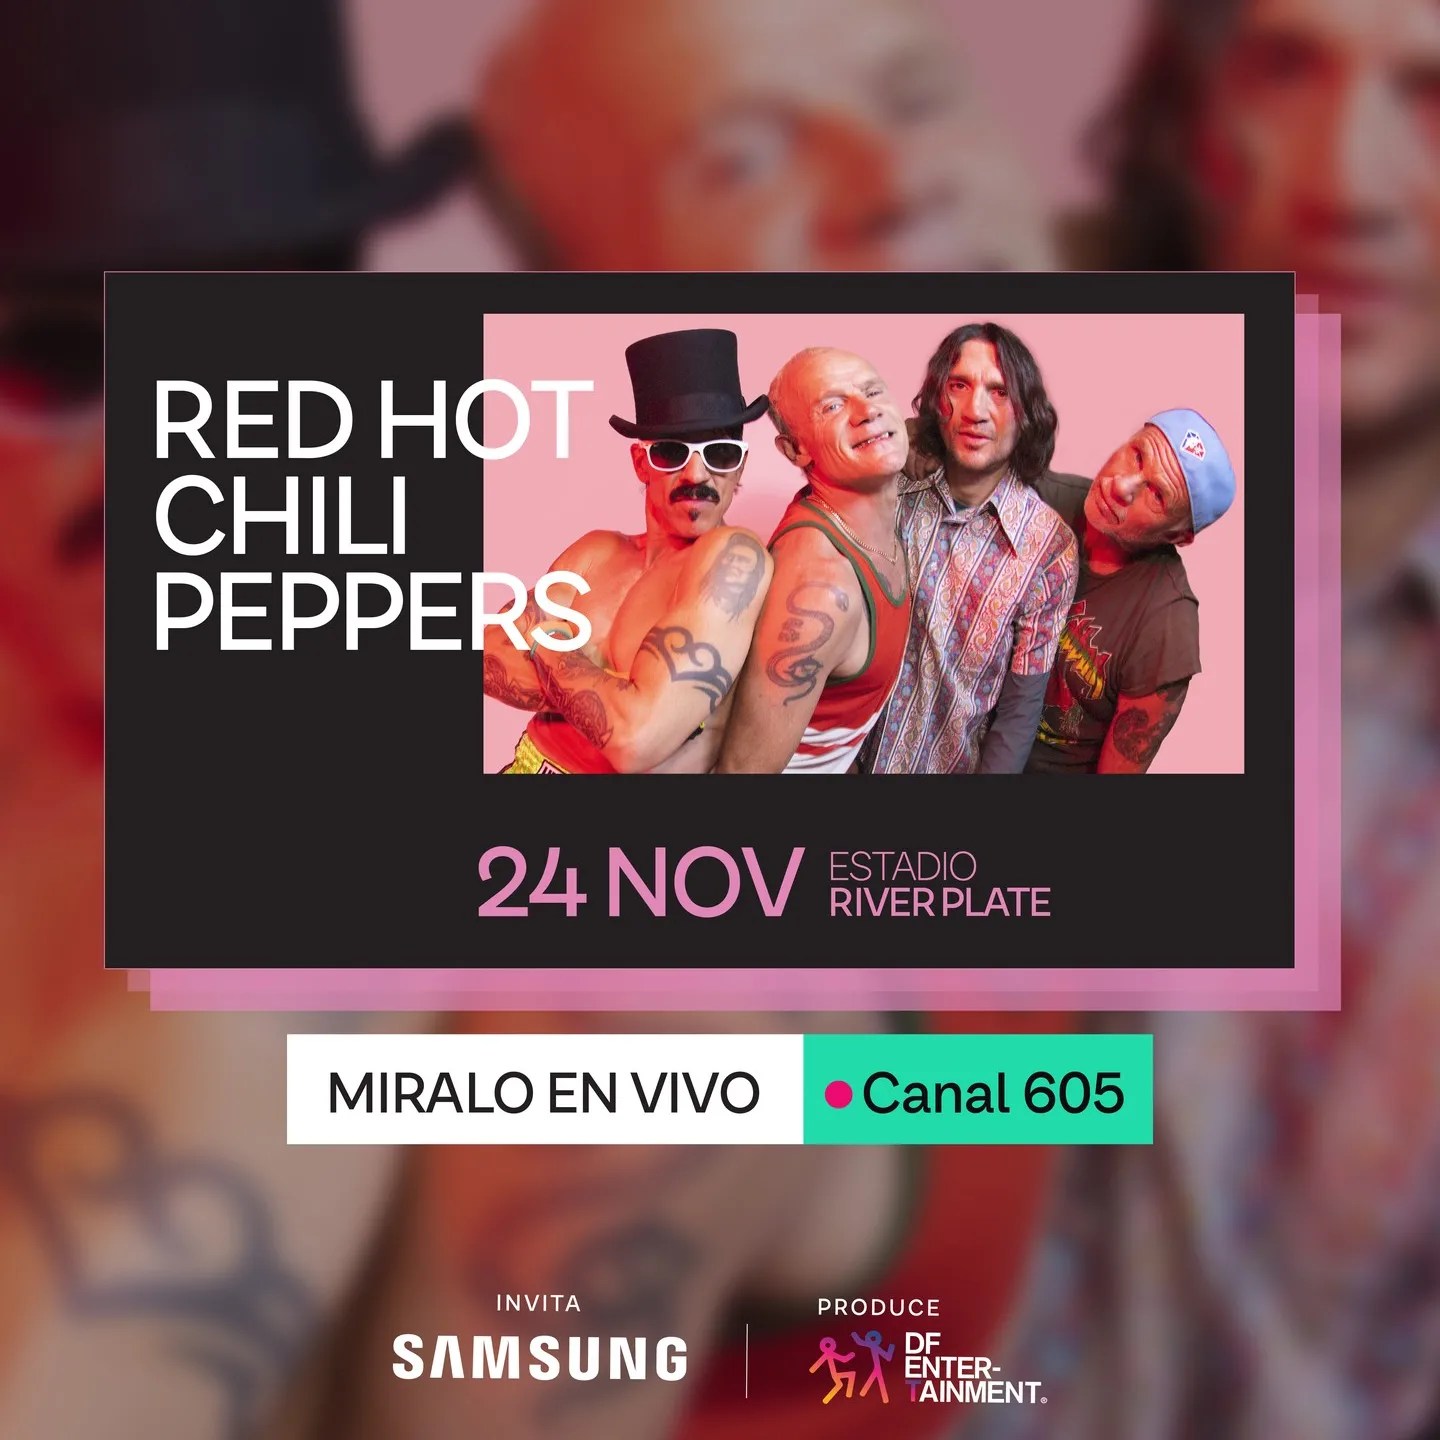 RED HOT
CHILI
PEPPERS
24 NOV
ESTADIO
RIVER PLATE
MIRALO EN VIVO
Canal 605
INVITA
SAMSUNG
PRODUCE
DF
ENTER-
TAINMENT®